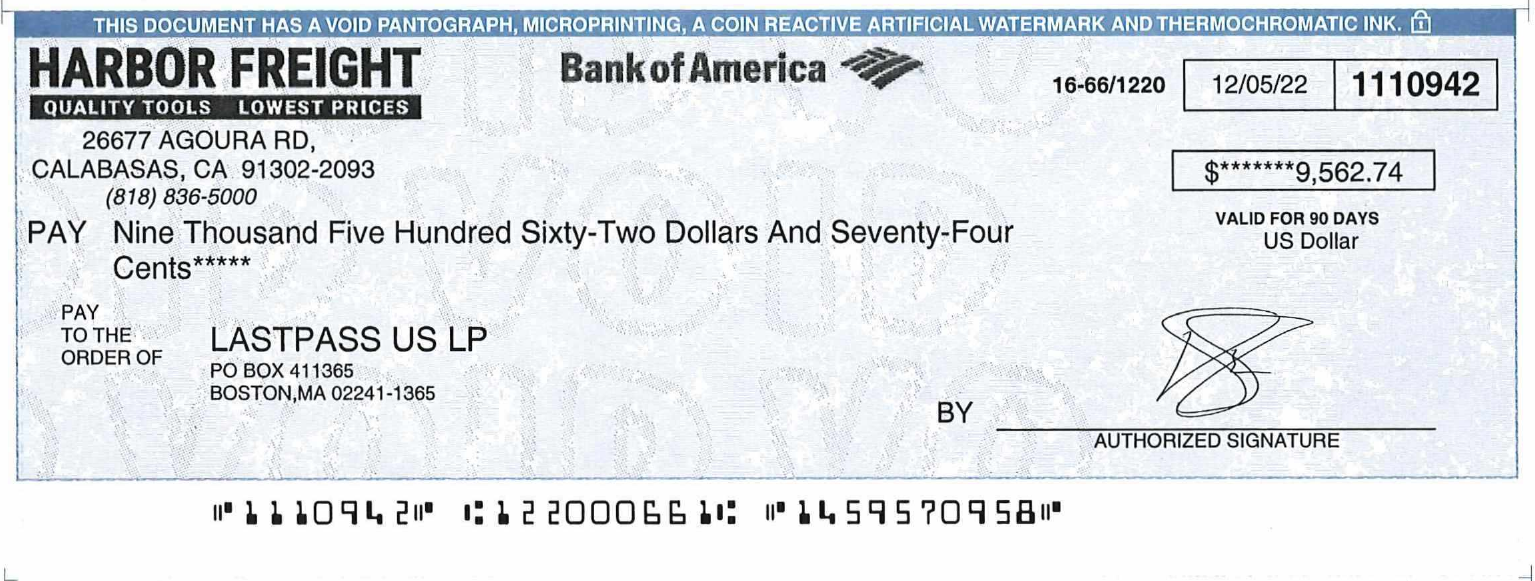 THIS DOCUMENT HAS A VOID PANTOGRAPH, MICROPRINTING, A COIN REACTIVE ARTIFICIAL WATERMARK AND THERMOCHROMATIC INK.
HARBOR FREIGHT
QUALITY TOOLS LOWEST PRICES
Bank of America
16-66/1220
12/05/22
1110942
26677 AGOURA RD,
CALABASAS, CA 91302-2093
(818) 836-5000
$*******9,562.74
VALID FOR 90 DAYS
US Dollar
PAY Nine Thousand Five Hundred Sixty-Two Dollars And Seventy-Four
Cents*****
PAY
TO THE
ORDER OF
LASTPASS US LP
PO BOX 411365
BOSTON,MA 02241-1365
BY
AUTHORIZED SIGNATURE
⑈1110942⑈ ⑆122000661⑆ ⑈1459570958⑈